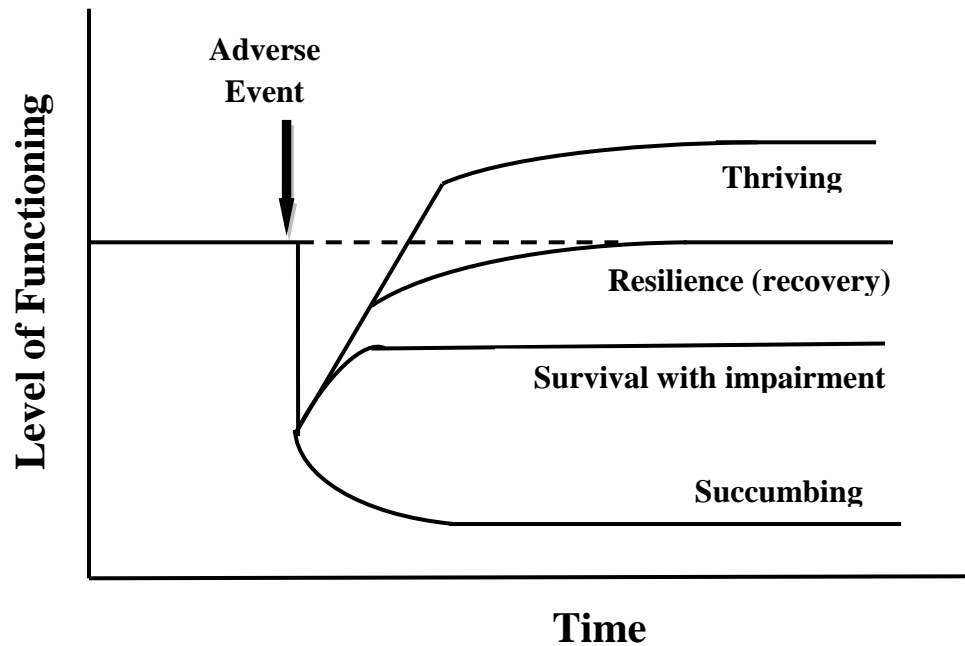 Adverse
Event
Level of Functioning
Thriving
Resilience (recovery)
Survival with impairment
Succumbing
Time